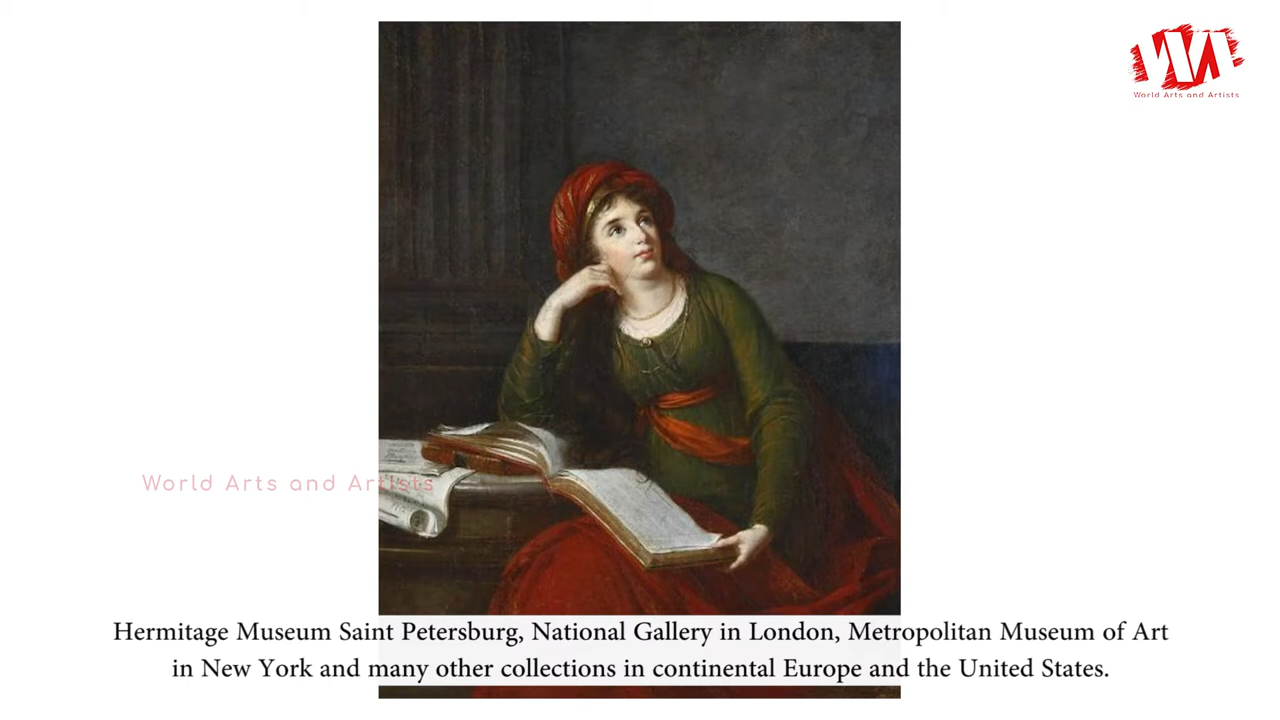 World Arts and Artists
World Arts and Artists
Hermitage Museum Saint Petersburg, National Gallery in London, Metropolitan Museum of Art
in New York and many other collections in continental Europe and the United States.